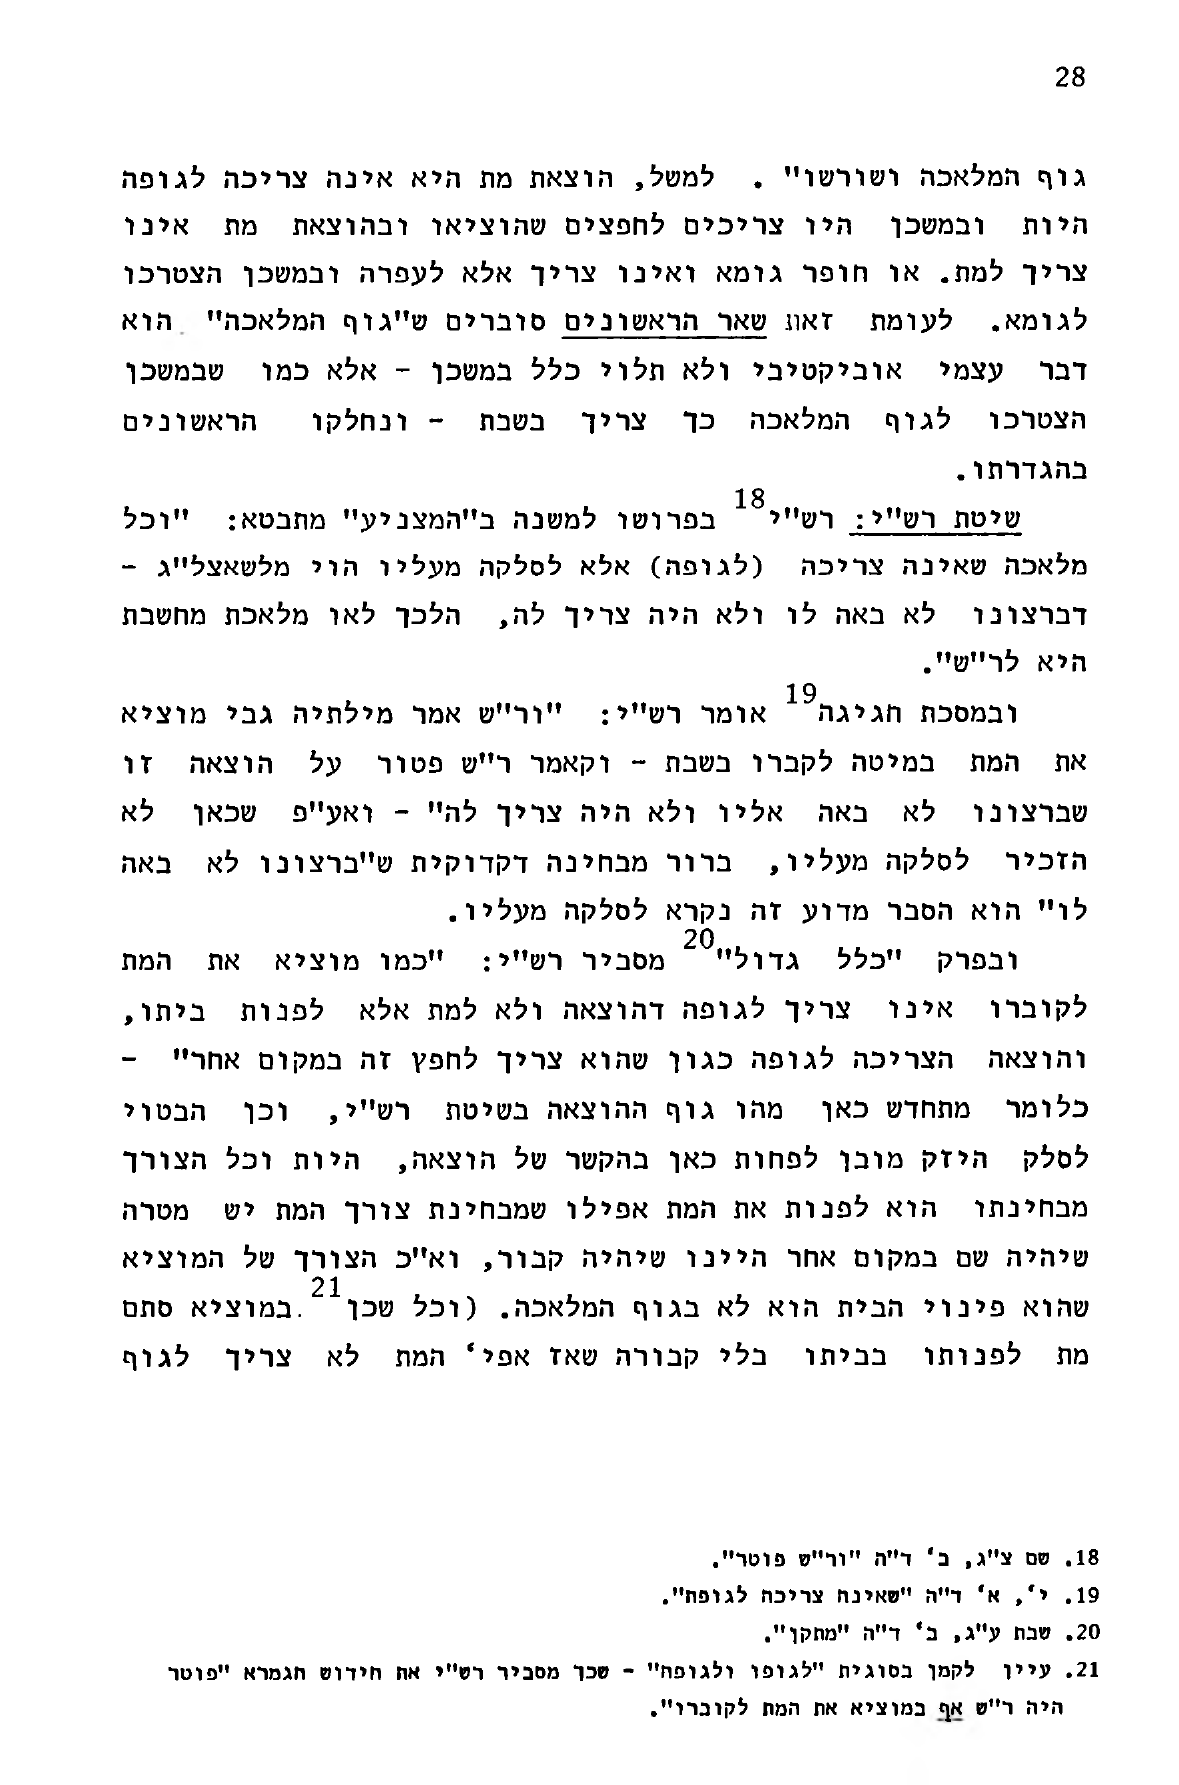 28
גוף המלאכה ושורשו" . למשל, הוצאת מת היא אינה צריכה לגופה
היות ובמשכן היו צריכים לחפצים שהוציאו ובהוצאת מת אינו
צריך למת. או חופר גומא ואינו צריך אלא לעפרה ובמשכן הצטרכו
לגומא. לעומת זאת שאר הראשונים סוברים ש"גוף המלאכה" הוא
דבר עצמי אוביקטיבי ולא תלוי כלל במשכן - אלא כמו שבמשכן
הצטרכו לגוף המלאכה כך צריך בשבת - ונחלקו הראשונים
בהגדרתו.
שיטת רש"י: רש"י18 בפרושו למשנה ב"המצניע" מתבטא: "וכל
מלאכה שאינה צריכה (לגופה) אלא לסלקה מעליו הוי מלשאצל"ג -
דברצונו לא באה לו ולא היה צריך לה, הלכך לאו מלאכת מחשבת
היא לר"ש".
ובמסכת חגיגה19 אומר רש"י: "ור"ש אמר מילתיה גבי מוציא
את המת במיטה לקברו בשבת - וקאמר ר"ש פטור על הוצאה זו
שברצונו לא באה אליו ולא היה צריך לה" - ואע"פ שכאן לא
הזכיר לסלקה מעליו, ברור מבחינה דקדוקית ש"ברצונו לא באה
לו" הוא הסבר מדוע זה נקרא לסלקה מעליו.
ובפרק "כלל גדול"20 מסביר רש"י: "כמו מוציא את המת
לקוברו אינו צריך לגופה דהוצאה ולא למת אלא לפנות ביתו,
והוצאה הצריכה לגופה כגון שהוא צריך לחפץ זה במקום אחר" -
כלומר מתחדש כאן מהו גוף ההוצאה בשיטת רש"י, וכן הבטוי
לסלק היזק מובן לפחות כאן בהקשר של הוצאה, היות וכל הצורך
מבחינתו הוא לפנות את המת אפילו שמבחינת צורך המת יש מטרה
שיהיה שם במקום אחר היינו שיהיה קבור, וא"כ הצורך של המוציא
שהוא פינוי הבית הוא לא בגוף המלאכה. (וכל שכן21 .במוציא סתם
מת לפנותו בביתו בלי קבורה שאז אפי' המת לא צריך לגוף
18. שם צ"ג, ב' ד"ה "ור"ש פוטר".
19. י', א' ד"ה "שאינה צריכה לגופה".
20. שבת ע"ג, ב' ד"ה "מתקן".
21. עיין לקמן בסוגית "לגופו ולגופה" - שכך מסביר רש"י את חידוש הגמרא "פוטר
היה ר"ש אף במוציא את המת לקוברו".